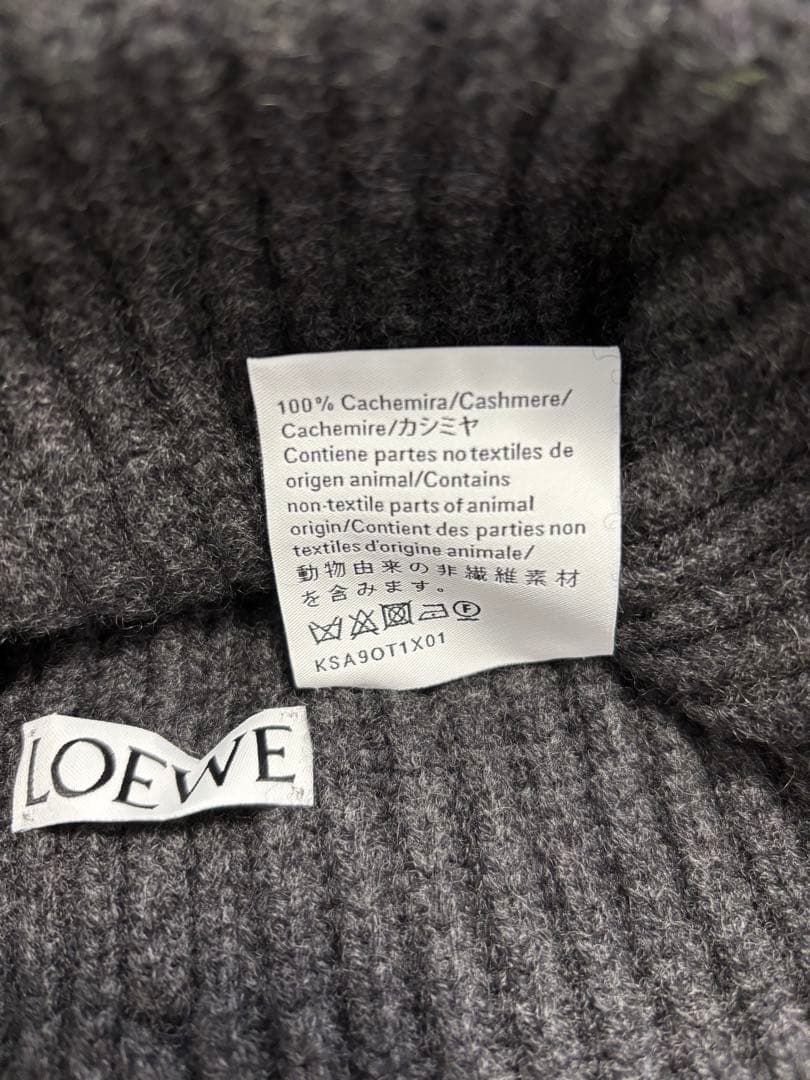 100% Cachemira/Cashmere/
Cachemire/カシミヤ
Contiene partes no textiles de
origen animal/Contains
non-textile parts of animal
origin/Contient des parties non
textiles d'origine animale/
動物由来の非繊維素材
を含みます。
F
KSA9OT1X01
LOEWE